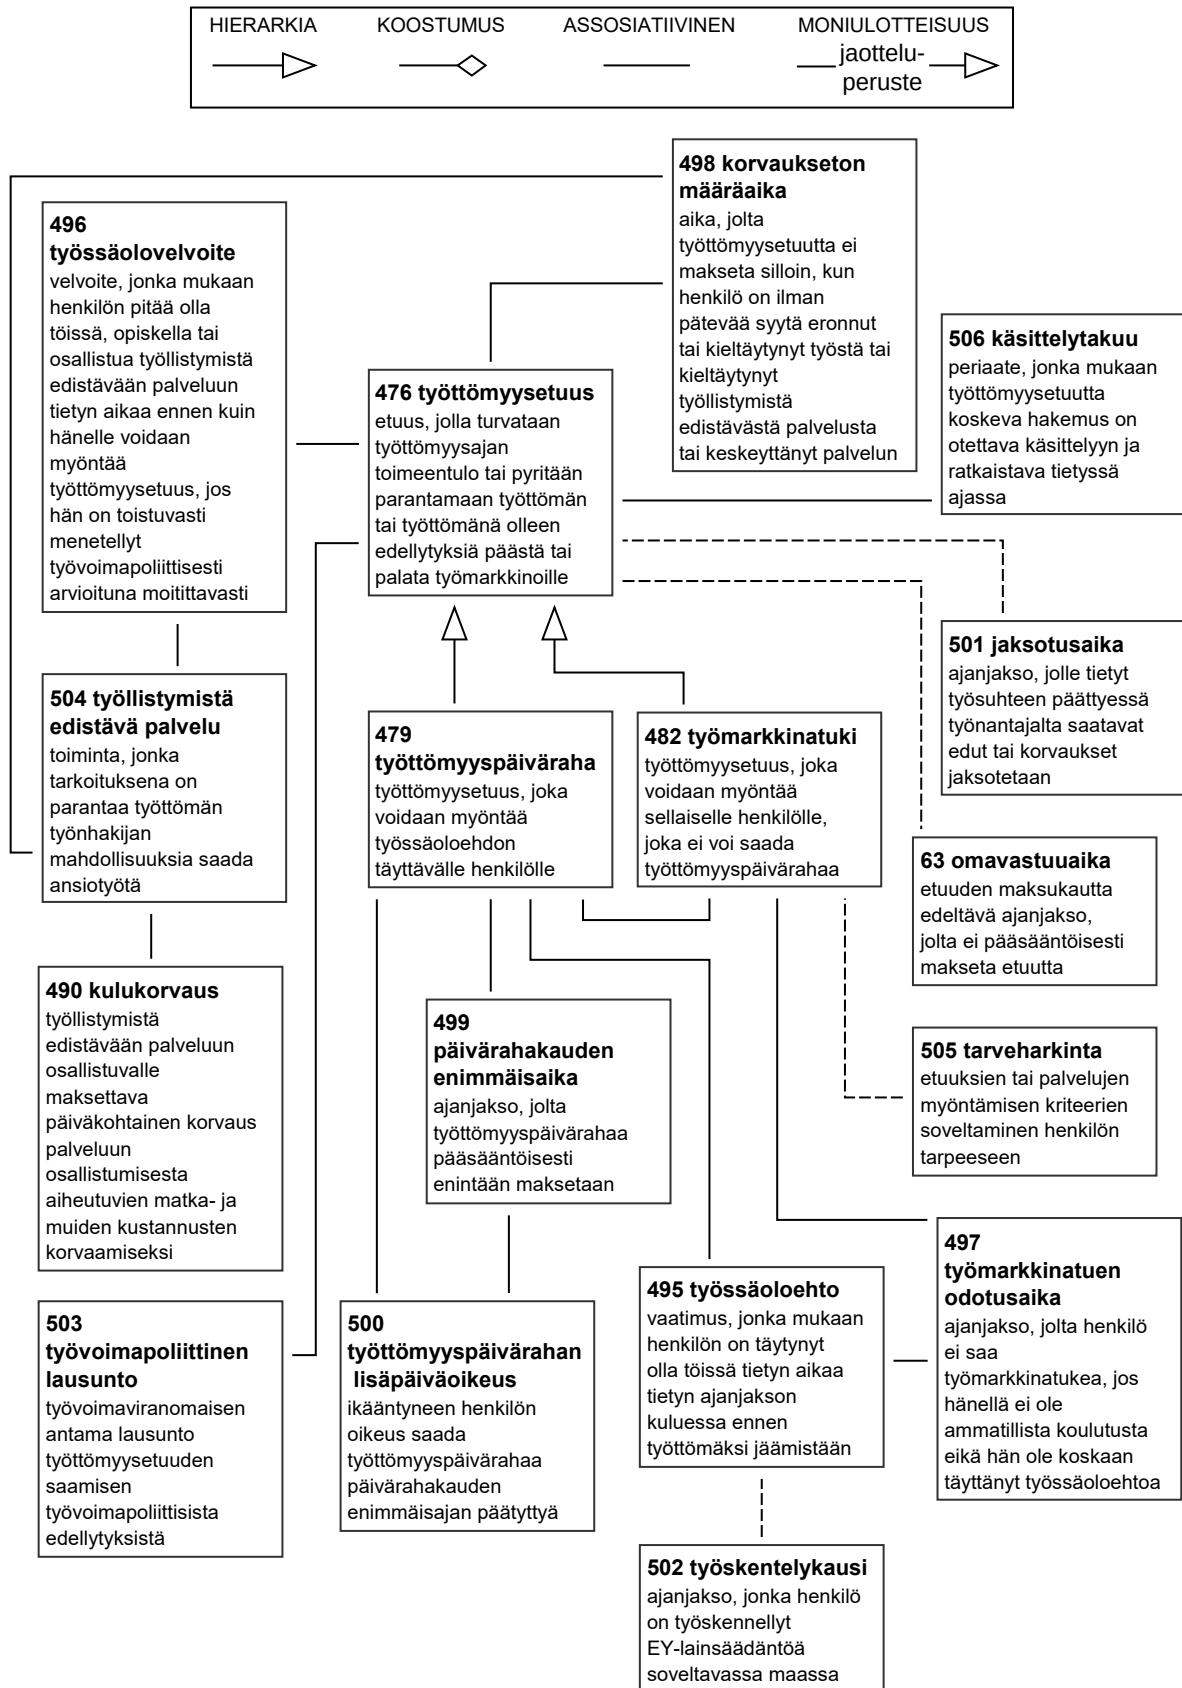 HIERARKIA
KOOSTUMUS
ASSOSIATIIVINEN
MONIULOTTEISUUS
jaottelu-
peruste
498 korvaukseton
määräaika
aika, jolta
työttömyysetuutta ei
makseta silloin, kun
henkilö on ilman
pätevää syytä eronnut
tai kieltäytynyt työstä tai
kieltäytynyt
työllistymistä
edistävästä palvelusta
tai keskeyttänyt palvelun
496
työssäolovelvoite
velvoite, jonka mukaan
henkilön pitää olla
töissä, opiskella tai
osallistua työllistymistä
edistävään palveluun
tietyn aikaa ennen kuin
hänelle voidaan
myöntää
työttömyysetuus, jos
hän on toistuvasti
menetellyt
työvoimapoliittisesti
arvioituna moitittavasti
506 käsittelytakuu
periaate, jonka mukaan
työttömyysetuutta
koskeva hakemus on
otettava käsittelyyn ja
ratkaistava tietyssä
ajassa
476 työttömyysetuus
etuus, jolla turvataan
työttömyysajan
toimeentulo tai pyritään
parantamaan työttömän
tai työttömänä olleen
edellytyksiä päästä tai
palata työmarkkinoille
501 jaksotusaika
ajanjakso, jolle tietyt
työsuhteen päättyessä
työnantajalta saatavat
edut tai korvaukset
jaksotetaan
504 työllistymistä
edistävä palvelu
toiminta, jonka
tarkoituksena on
parantaa työttömän
työnhakijan
mahdollisuuksia saada
ansiotyötä
479
työttömyyspäiväraha
työttömyysetuus, joka
voidaan myöntää
työssäoloehdon
täyttävälle henkilölle
482 työmarkkinatuki
työttömyysetuus, joka
voidaan myöntää
sellaiselle henkilölle,
joka ei voi saada
työttömyyspäivärahaa
63 omavastuuaika
etuuden maksukautta
edeltävä ajanjakso,
jolta ei pääsääntöisesti
makseta etuutta
490 kulukorvaus
työllistymistä
edistävään palveluun
osallistuvalle
maksettava
päiväkohtainen korvaus
palveluun
osallistumisesta
aiheutuvien matka- ja
muiden kustannusten
korvaamiseksi
499
päivärahakauden
enimmäisaika
ajanjakso, jolta
työttömyyspäivärahaa
pääsääntöisesti
enintään maksetaan
505 tarveharkinta
etuuksien tai palvelujen
myöntämisen kriteerien
soveltaminen henkilön
tarpeeseen
497
työmarkkinatuen
odotusaika
ajanjakso, jolta henkilö
ei saa
työmarkkinatukea, jos
hänellä ei ole
ammatillista koulutusta
eikä hän ole koskaan
täyttänyt työssäoloehtoa
495 työssäoloehto
vaatimus, jonka mukaan
henkilön on täytynyt
olla töissä tietyn aikaa
tietyn ajanjakson
kuluessa ennen
työttömäksi jäämistään
503
työvoimapoliittinen
lausunto
työvoimaviranomaisen
antama lausunto
työttömyysetuuden
saamisen
työvoimapoliittisista
edellytyksistä
500
työttömyyspäivärahan
lisäpäiväoikeus
ikääntyneen henkilön
oikeus saada
työttömyyspäivärahaa
päivärahakauden
enimmäisajan päätyttyä
502 työskentelykausi
ajanjakso, jonka henkilö
on työskennellyt
EY-lainsäädäntöä
soveltavassa maassa